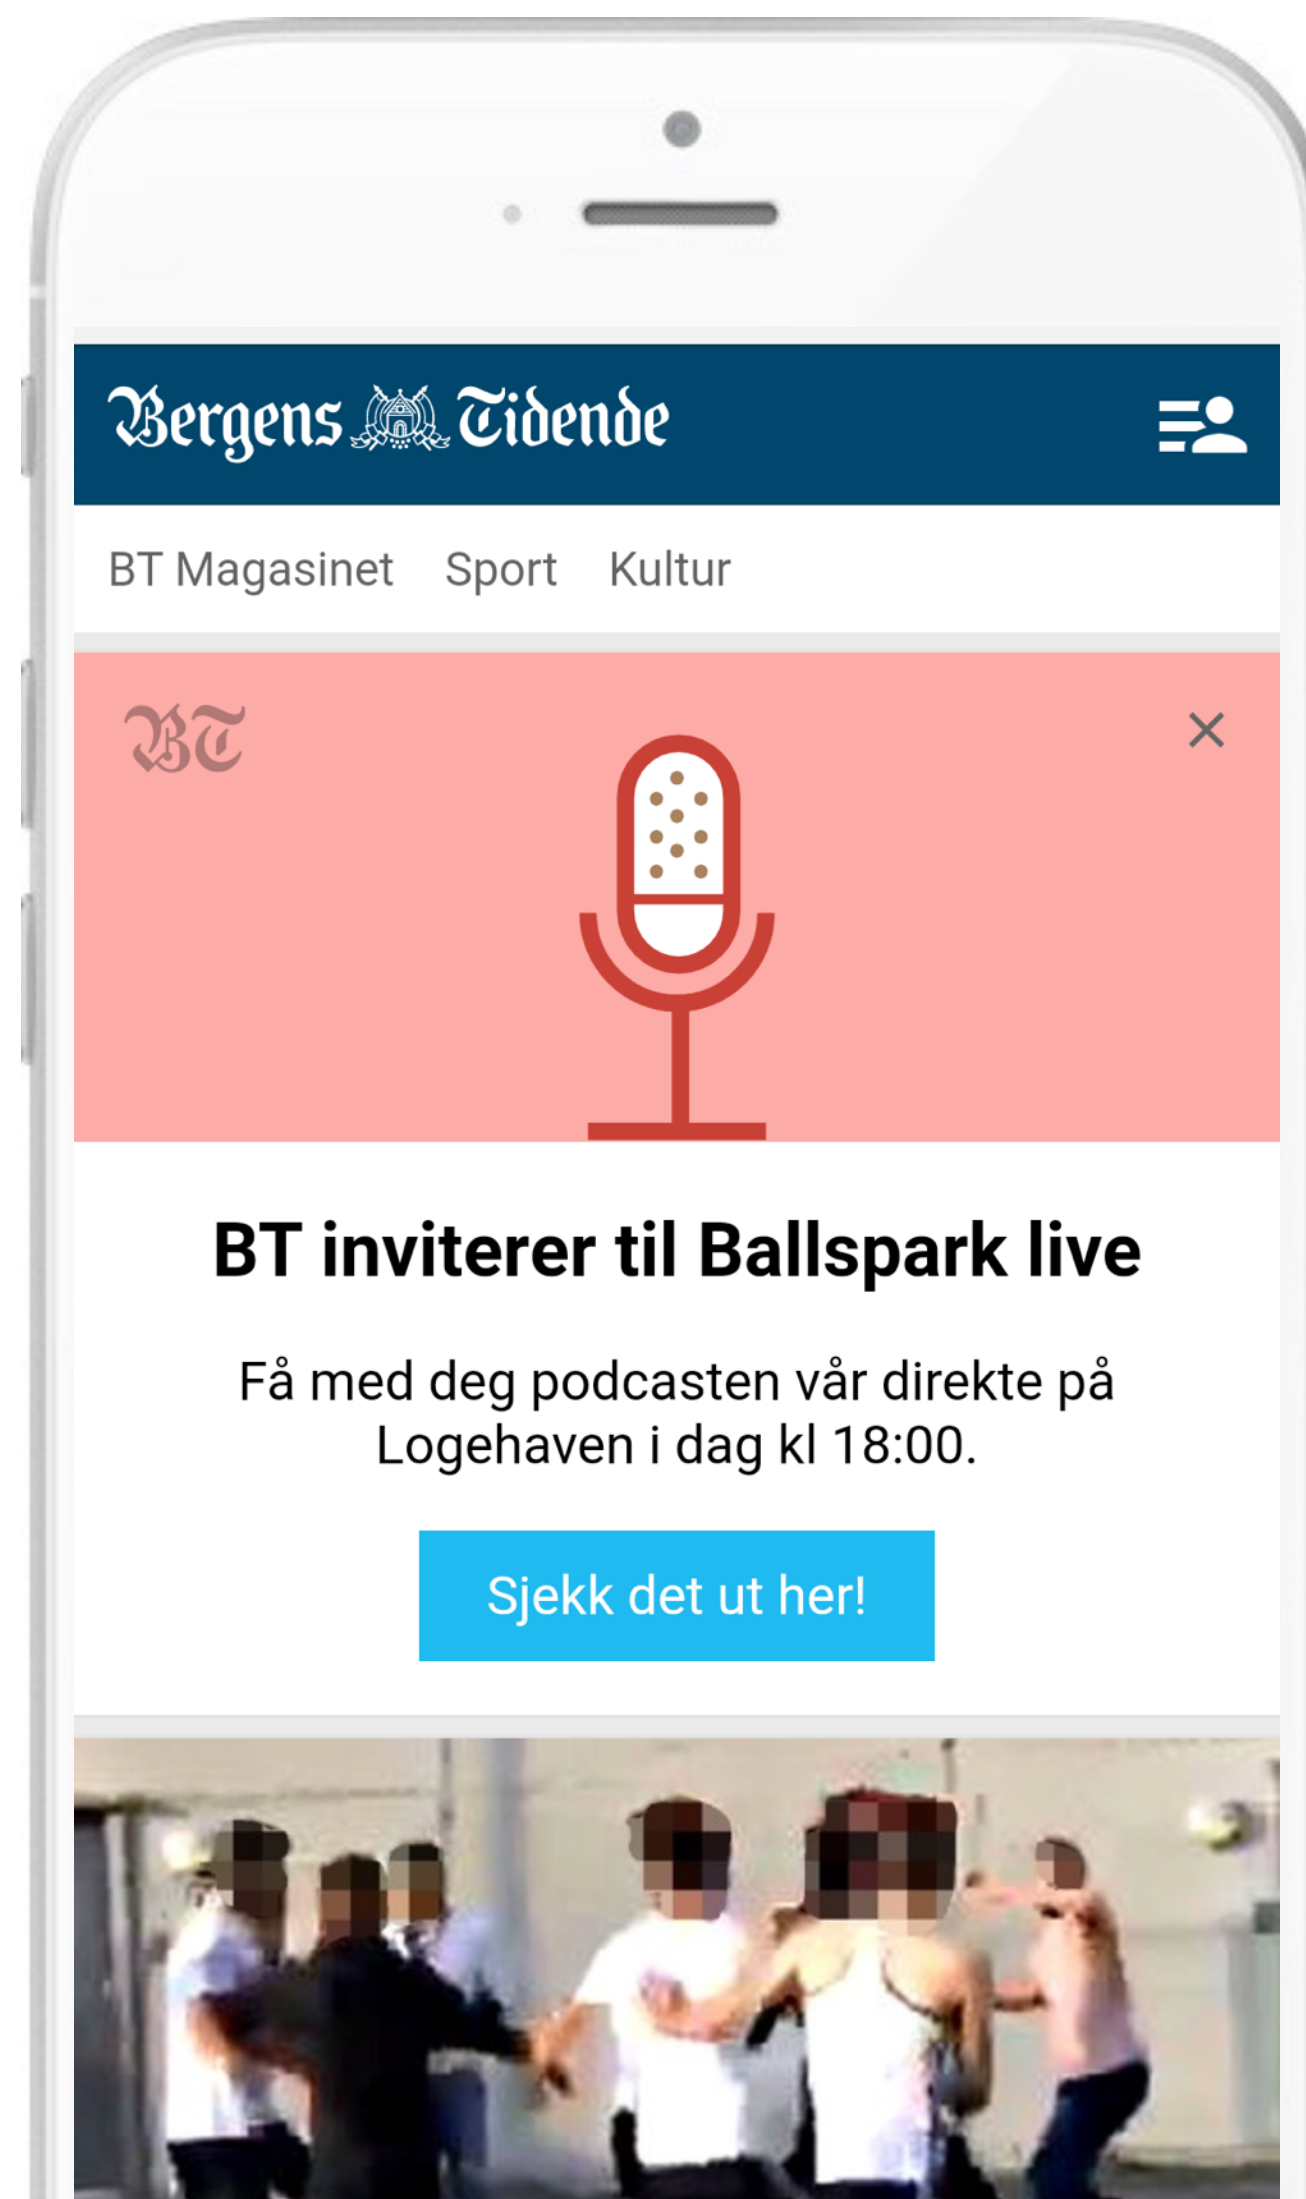 Bergens Tidende
BT Magasinet Sport Kultur
BT
BT inviterer til Ballspark live
Få med deg podcasten vår direkte på
Logehaven i dag kl 18:00.
Sjekk det ut her!